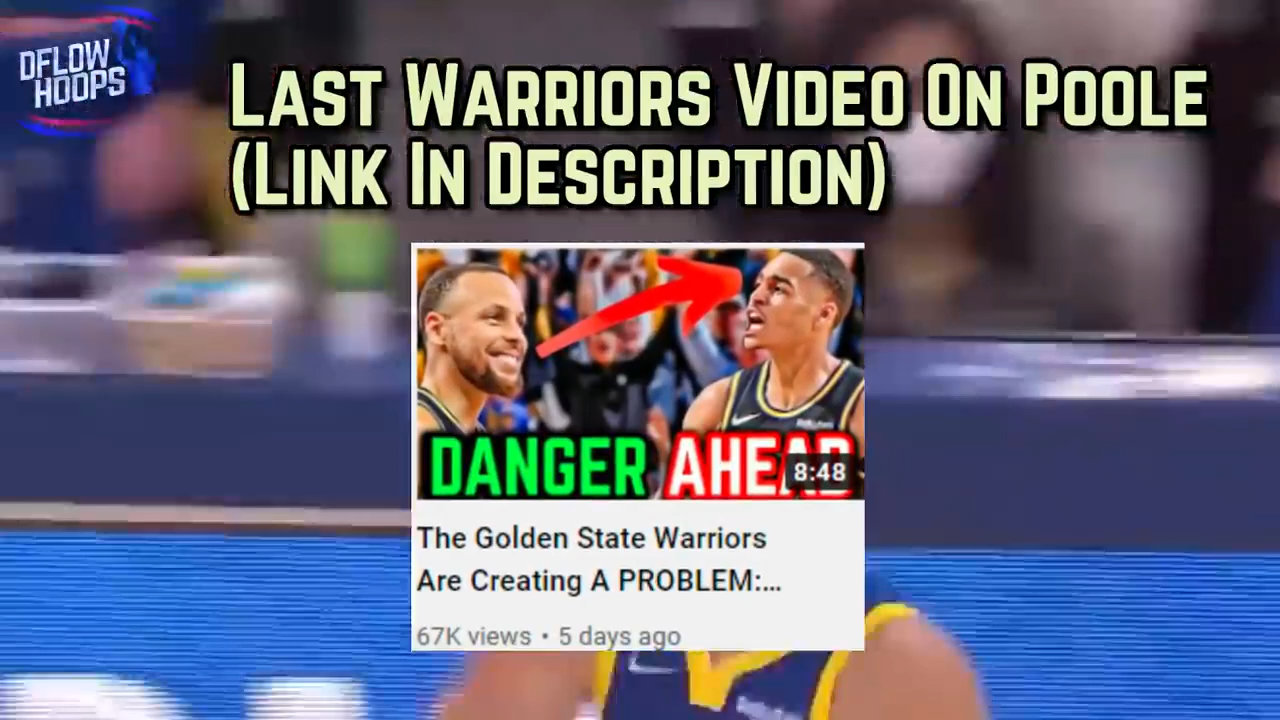 DFLOW
HOOPS
LAST WARRIORS VIDEO ON POOLE
(LINK IN DESCRIPTION)
DANGER AHEAD
8:48
The Golden State Warriors
Are Creating A PROBLEM:...
67K views • 5 days ago